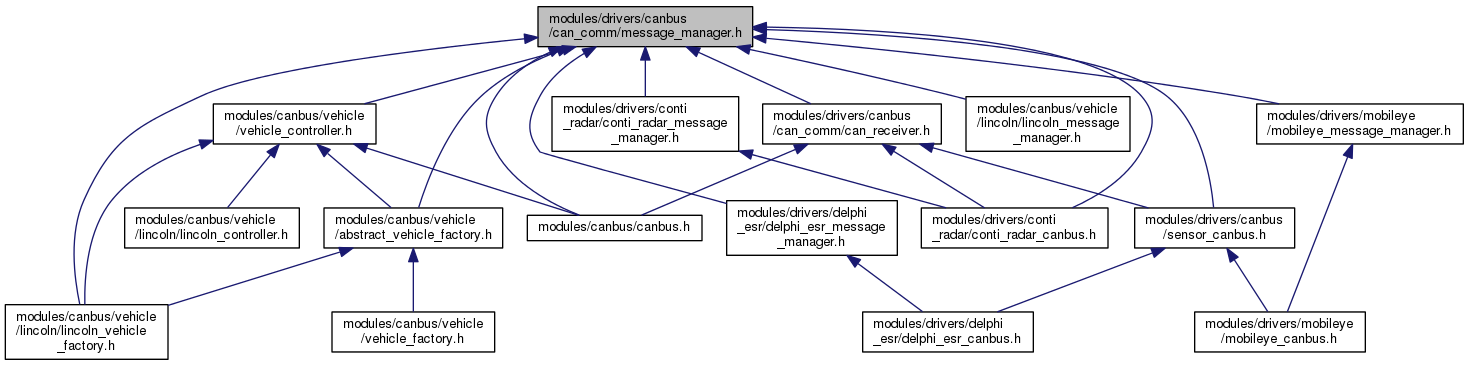 modules/drivers/canbus
/can_comm/message_manager.h
modules/canbus/vehicle
/vehicle_controller.h
modules/drivers/conti
_radar/conti_radar_message
_manager.h
modules/drivers/canbus
/can_comm/can_receiver.h
modules/canbus/vehicle
/lincoln/lincoln_message
_manager.h
modules/drivers/mobileye
/mobileye_message_manager.h
modules/canbus/vehicle
/lincoln/lincoln_controller.h
modules/canbus/vehicle
/abstract_vehicle_factory.h
modules/canbus/canbus.h
modules/drivers/delphi
_esr/delphi_esr_message
_manager.h
modules/drivers/conti
_radar/conti_radar_canbus.h
modules/drivers/canbus
/sensor_canbus.h
modules/canbus/vehicle
/lincoln/lincoln_vehicle
_factory.h
modules/canbus/vehicle
/vehicle_factory.h
modules/drivers/delphi
_esr/delphi_esr_canbus.h
modules/drivers/mobileye
/mobileye_canbus.h